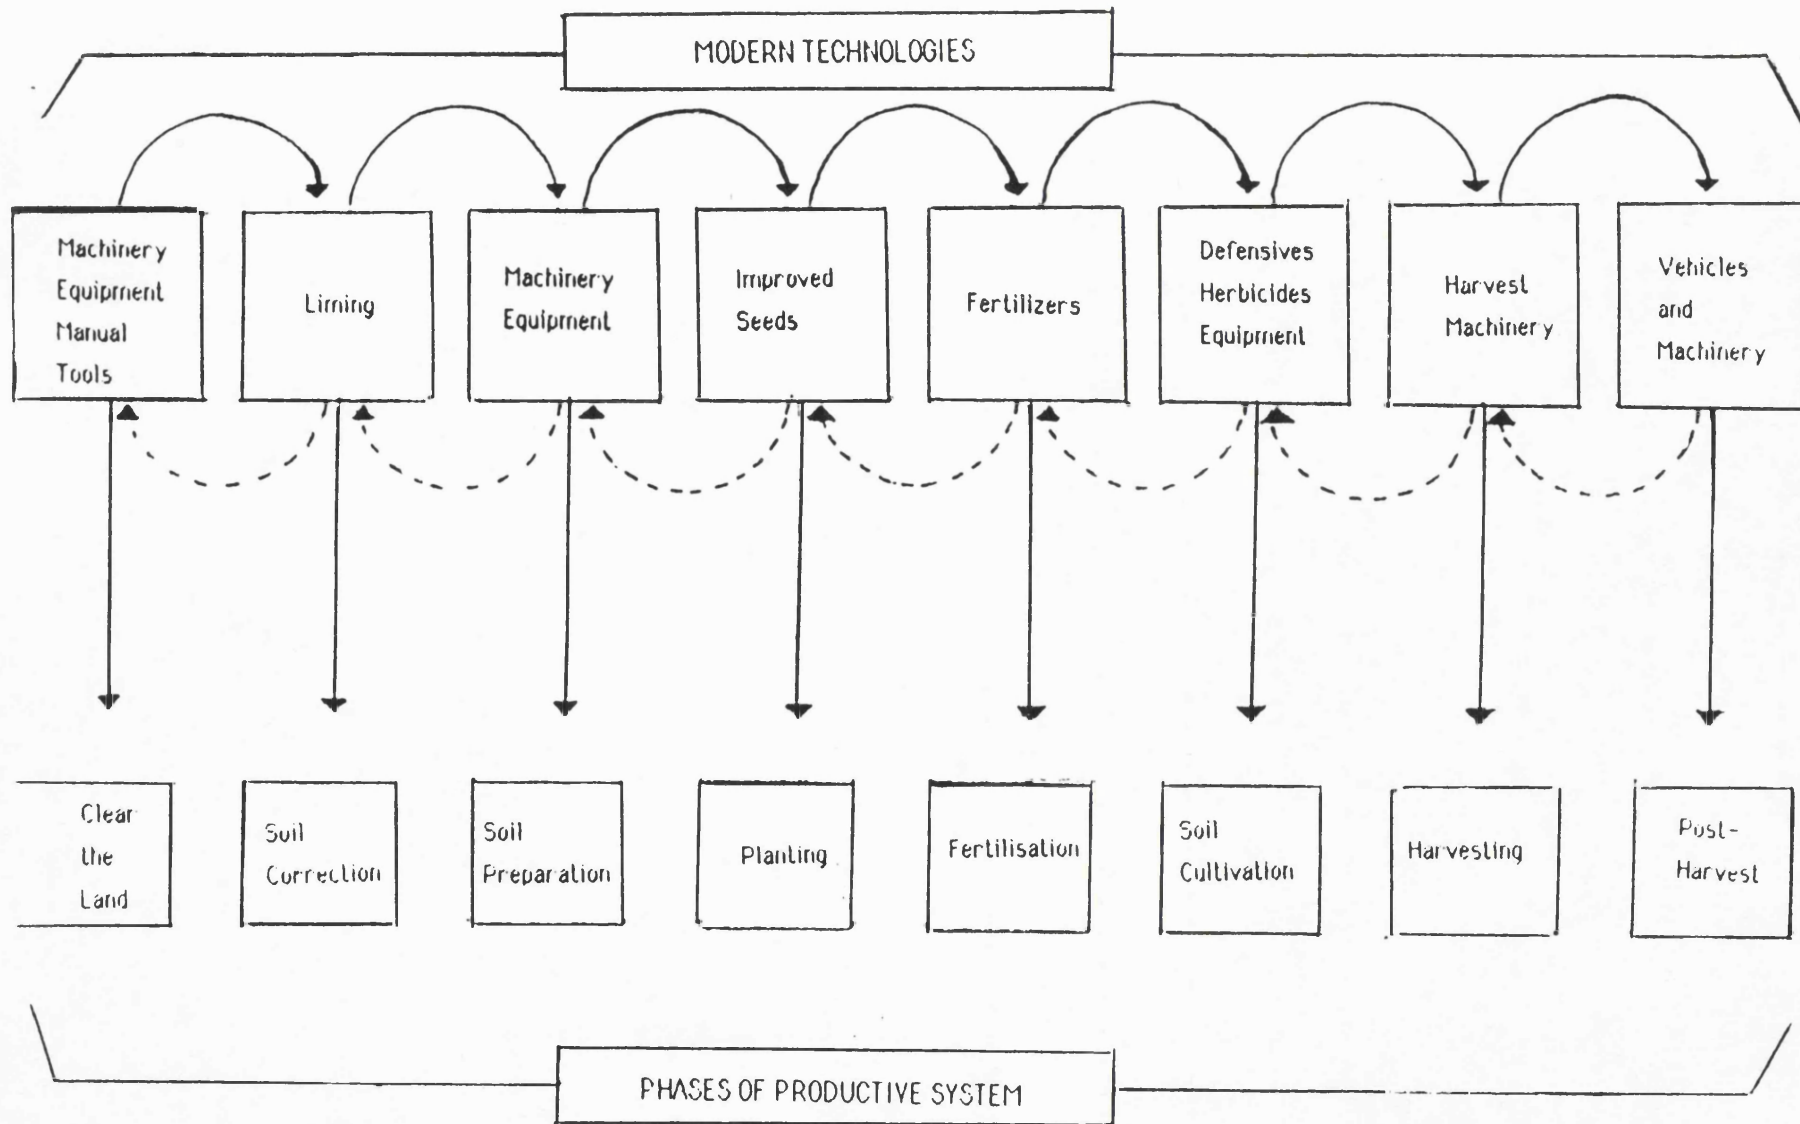 MODERN TECHNOLOGIES
Machinery
Equipment
Manual
Tools
Liming
Machinery
Equipment
Improved
Seeds
Fertilizers
Defensives
Herbicides
Equipment
Harvest
Machinery
Vehicles
and
Machinery
Clear
the
Land
Soil
Correction
Soil
Preparation
Planting
Fertilisation
Soil
Cultivation
Harvesting
Post-
Harvest
PHASES OF PRODUCTIVE SYSTEM